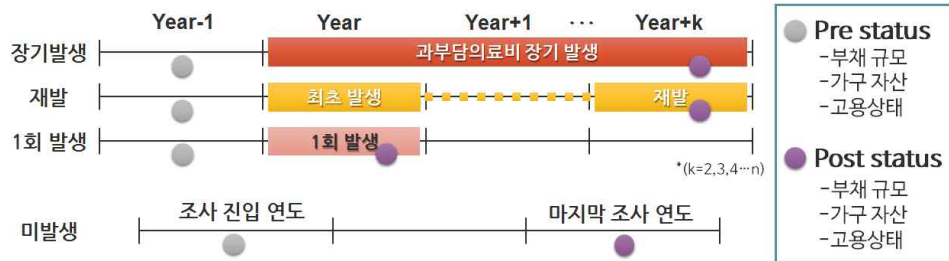 Year-1 Year Year+1 ··· Year+k
장기발생 과부담의료비 장기 발생
재발 최초 발생 재발
1회 발생 1회 발생
*(k=2,3,4···n)
미발생 조사 진입 연도 마지막 조사 연도
Pre status
-부채 규모
-가구 자산
-고용상태
Post status
-부채 규모
-가구 자산
-고용상태